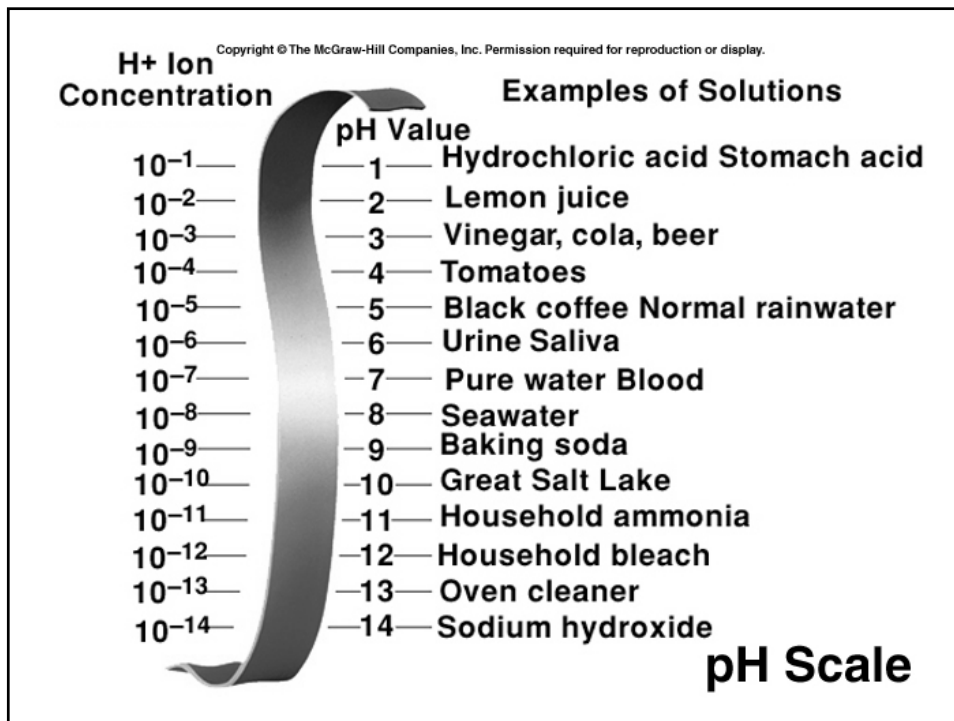 Copyright © The McGraw-Hill Companies, Inc. Permission required for reproduction or display.
H+ Ion
Concentration
Examples of Solutions
pH Value
10–1 1 Hydrochloric acid Stomach acid
10–2 2 Lemon juice
10–3 3 Vinegar, cola, beer
10–4 4 Tomatoes
10–5 5 Black coffee Normal rainwater
10–6 6 Urine Saliva
10–7 7 Pure water Blood
10–8 8 Seawater
10–9 9 Baking soda
10–10 10 Great Salt Lake
10–11 11 Household ammonia
10–12 12 Household bleach
10–13 13 Oven cleaner
10–14 14 Sodium hydroxide
pH Scale